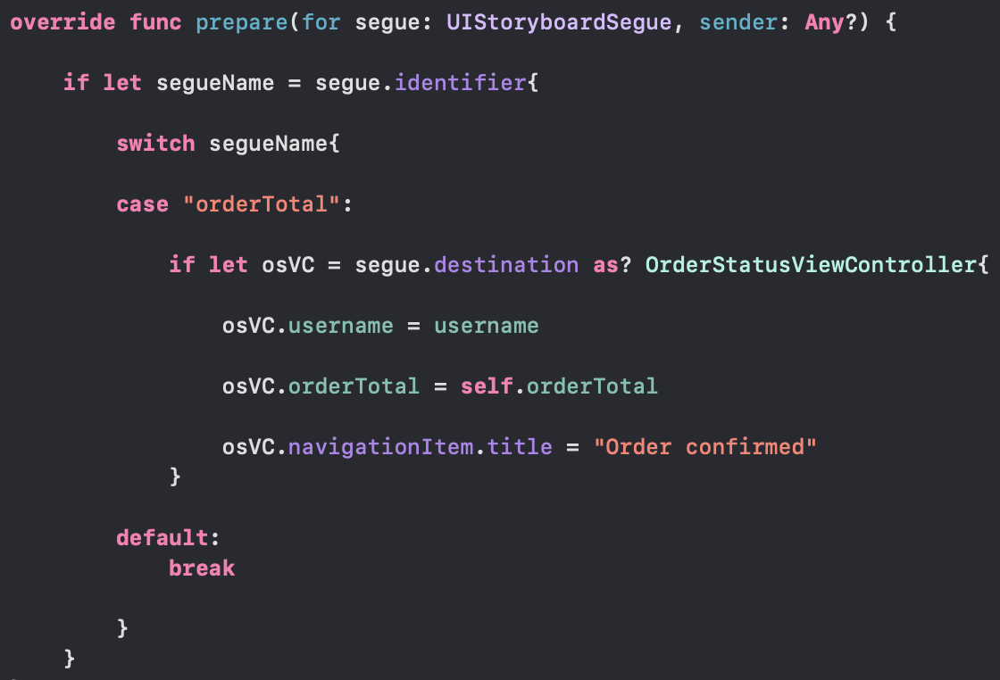 override func prepare(for segue: UIStoryboardSegue, sender: Any?) {
if let segueName = segue.identifier{
switch segueName{
case "orderTotal":
if let osVC = segue.destination as? OrderStatusViewController{
osVC.username = username
osVC.orderTotal = self.orderTotal
osVC.navigationItem.title = "Order confirmed"
}
default:
break
}
}